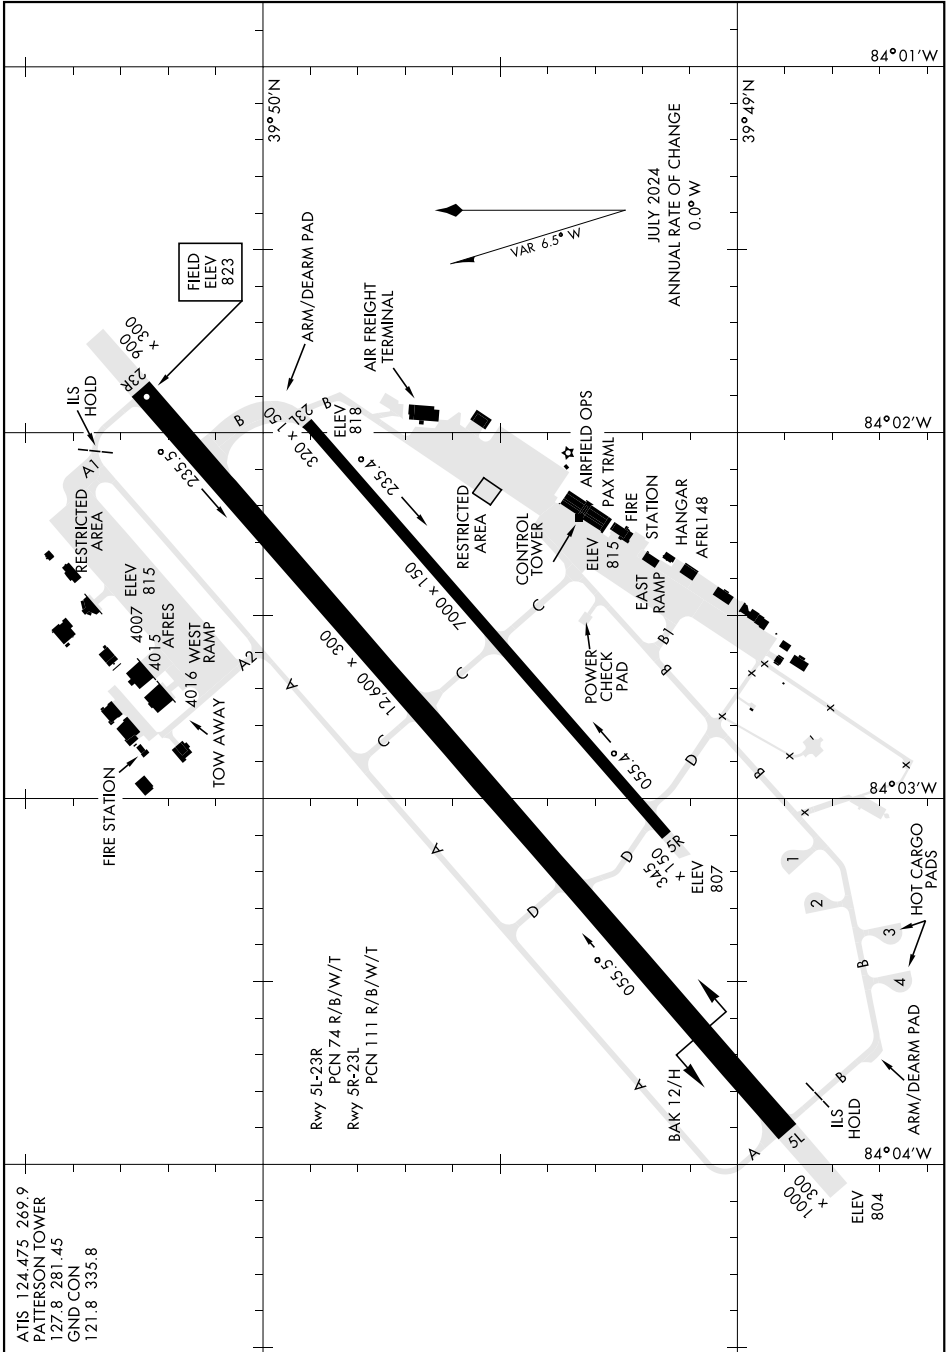 ATIS 124.475 269.9
PATTERSON TOWER
127.8 281.45
GND CON
121.8 335.8
FIRE STATION
TOW AWAY
4016 WEST
RAMP
4015
AFRES
4007
ELEV
815
RESTRICTED
AREA
ILS
HOLD
A1
A2
23R
900
x 300
FIELD
ELEV
823
235.5°
12,600 x 300
055.5°
5L
1000
x 300
ELEV
804
39°50'N
39°49'N
84°01'W
84°02'W
84°03'W
84°04'W
ARM/DEARM PAD
AIR FREIGHT
TERMINAL
VAR 6.5° W
JULY 2024
ANNUAL RATE OF CHANGE
0.0° W
B
B
320 x 150
23L
ELEV
818
235.4°
7000 x 150
055.4°
5R
345
x 150
+
ELEV
807
RESTRICTED
AREA
CONTROL
TOWER
AIRFIELD OPS
PAX TRML
ELEV
815
FIRE
STATION
HANGAR
AFRL148
EAST
RAMP
POWER
CHECK
PAD
A
A
A
A
C
C
C
D
D
D
B1
B
B
B
B
x
x
x
x
x
x
x
x
1
2
3
4
HOT CARGO
PADS
ARM/DEARM PAD
ILS
HOLD
BAK 12/H
Rwy 5L-23R
PCN 74 R/B/W/T
Rwy 5R-23L
PCN 111 R/B/W/T